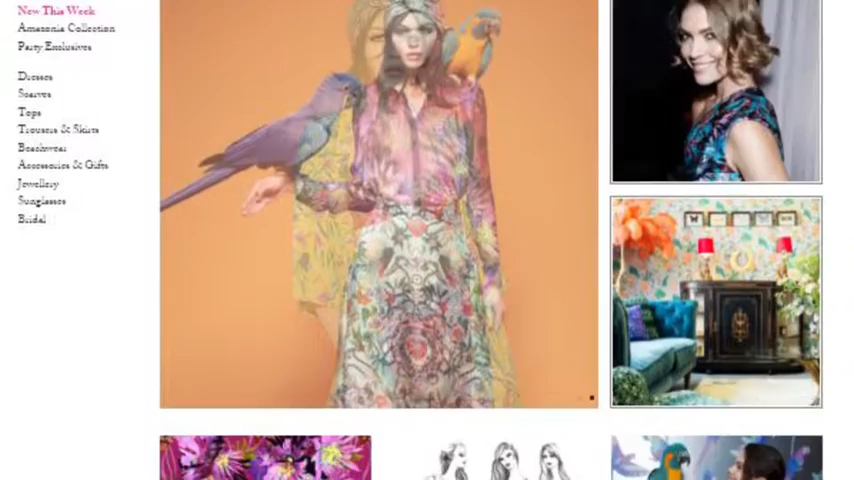 New This Week
Amazonia Collection
Party Exclusives
Dresses
Scarves
Tops
Trousers & Skirts
Beachwear
Accessories & Gifts
Jewellery
Sunglasses
Bridal